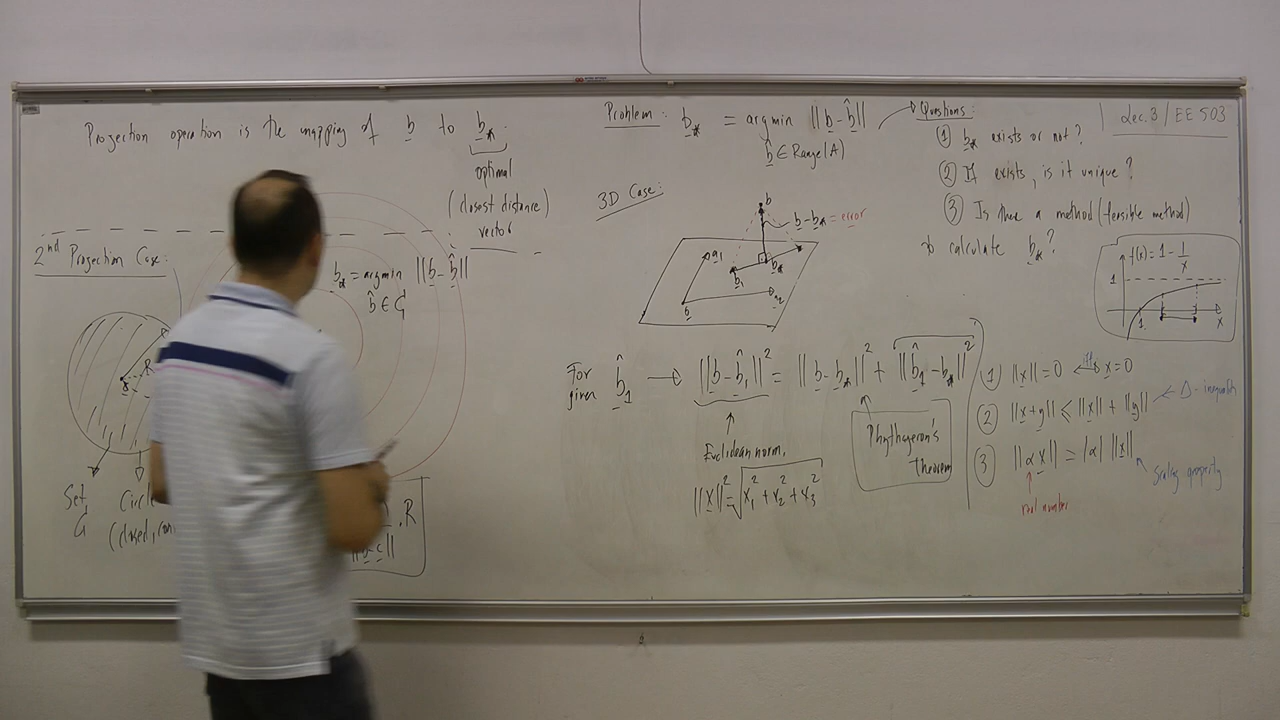 Projection operation is the mapping of b to b*.
optimal
(closest distance)
vector
2nd Projection Case:
b* = argmin ||b - b̂||
b̂ ∈ G
R
Set,
G
Circle
(closed,
. R
||b-c||
Problem: b* = argmin ||b - b̂||
b̂ ∈ Range(A)
3D Case:
b
b - b* = error
a1
b1
b*
a2
For given b̂1 → ||b - b̂1||² = ||b - b*||² + ||b̂1 - b*||²
Euclidean norm,
||x||² = √x1² + x2² + x3²
Phythageron's
Theorem
Questions:
① b* exists or not?
② If exists, is it unique?
③ Is there a method (feasible method)
to calculate b*?
Lec. 3 / EE 503
f(x) = 1 - 1/x
1
1
x
① ||x|| = 0 iff x = 0
② ||x+y|| ≤ ||x|| + ||y||
Δ - inequality
③ ||αx|| = |α| ||x||
real number
Scaling property